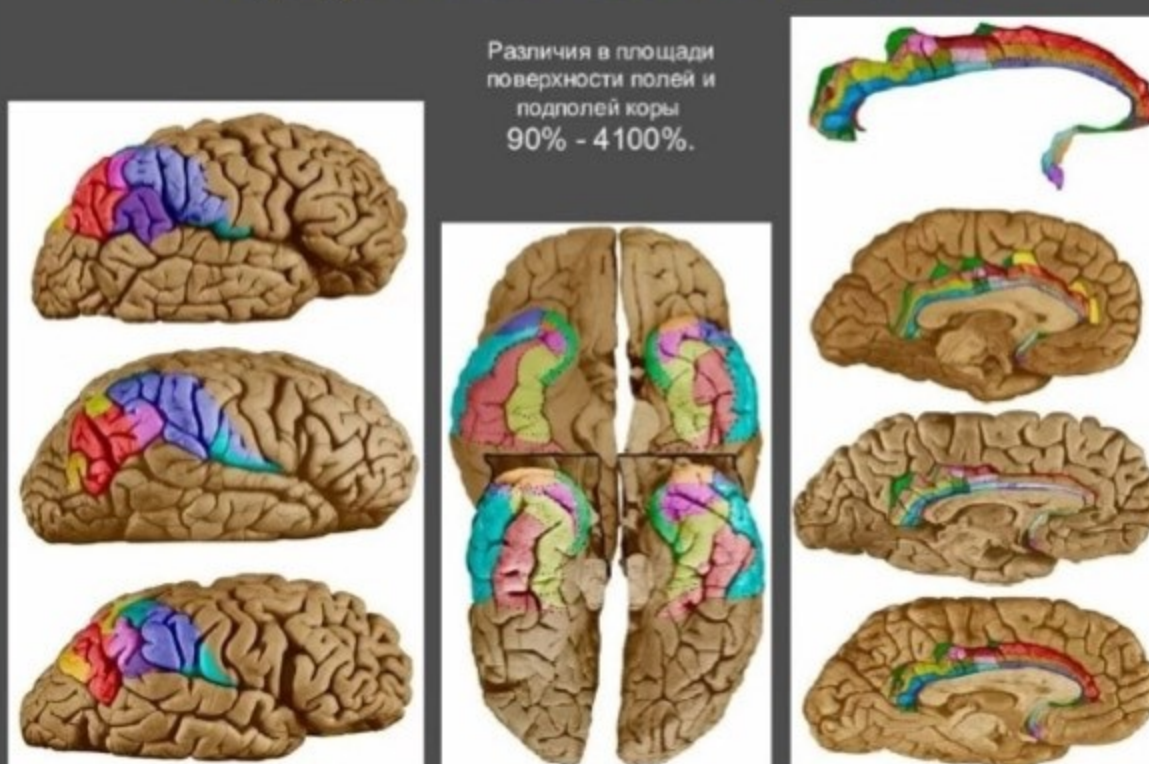 Различия в площади
поверхности полей и
подполей коры
90% - 4100%.